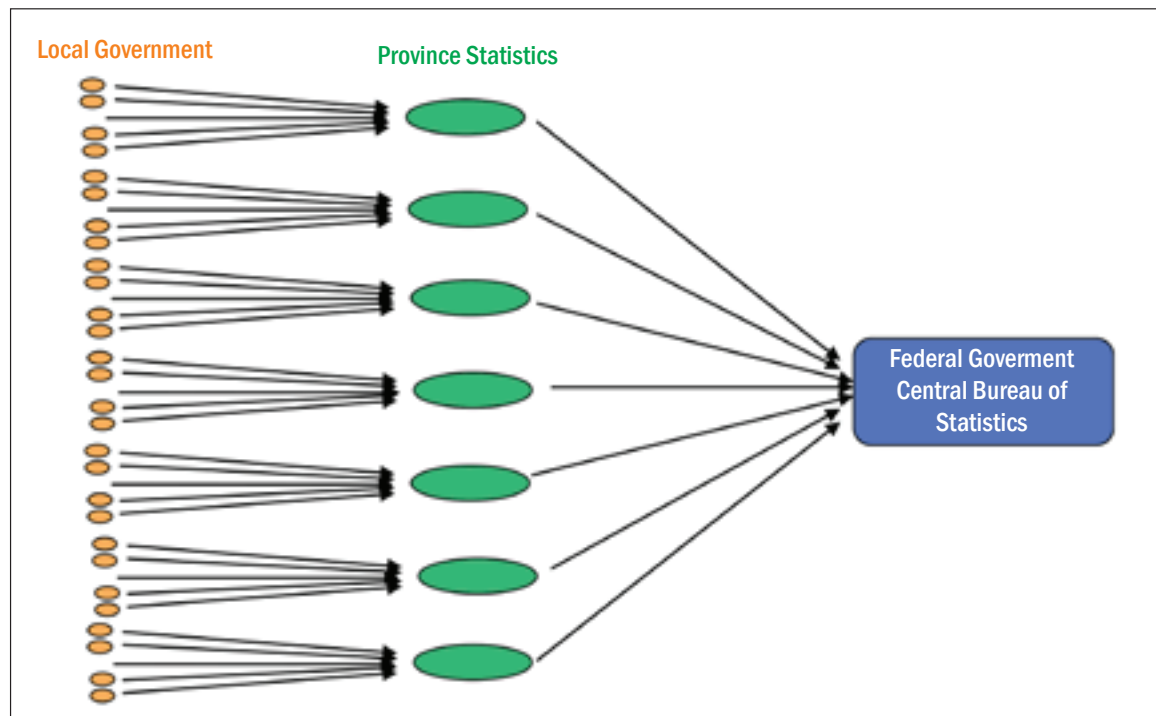 Local Government
Province Statistics
Federal Goverment
Central Bureau of
Statistics